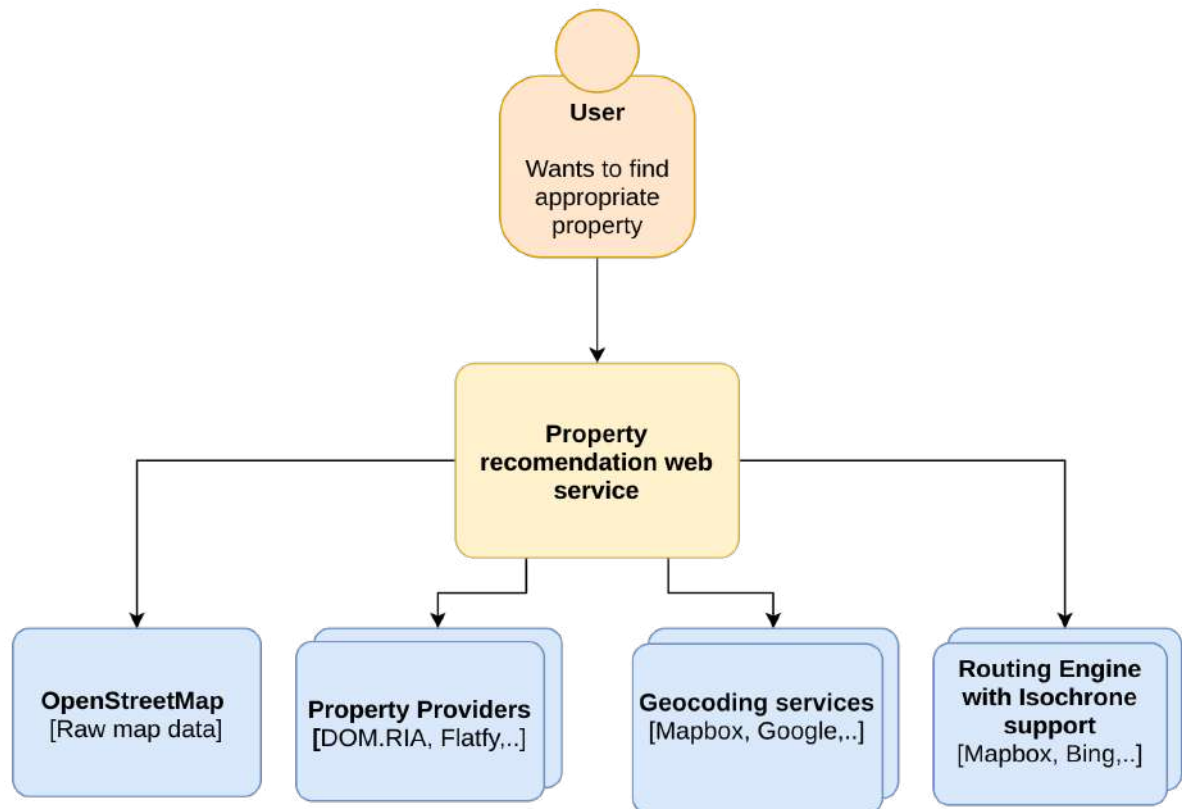 User
Wants to find
appropriate
property
Property
recomendation web
service
OpenStreetMap
[Raw map data]
Property Providers
[DOM.RIA, Flatfy,..]
Geocoding services
[Mapbox, Google,..]
Routing Engine
with Isochrone
support
[Mapbox, Bing,..]